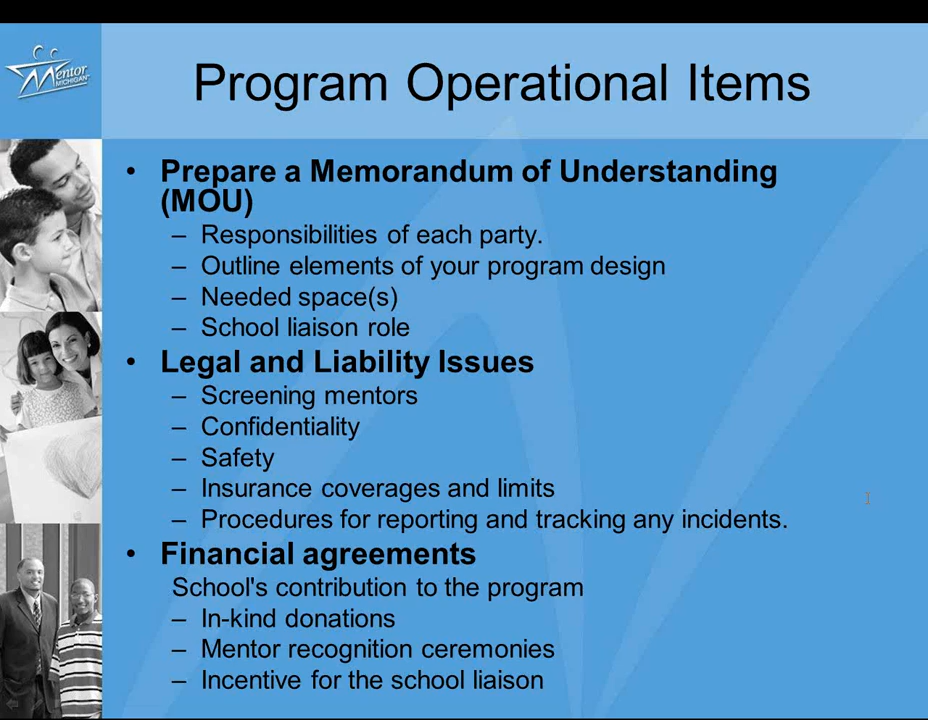 Mentor
MICHIGAN
Program Operational Items
• Prepare a Memorandum of Understanding
(MOU)
– Responsibilities of each party.
– Outline elements of your program design
– Needed space(s)
– School liaison role
• Legal and Liability Issues
– Screening mentors
– Confidentiality
– Safety
– Insurance coverages and limits
– Procedures for reporting and tracking any incidents.
• Financial agreements
School's contribution to the program
– In-kind donations
– Mentor recognition ceremonies
– Incentive for the school liaison